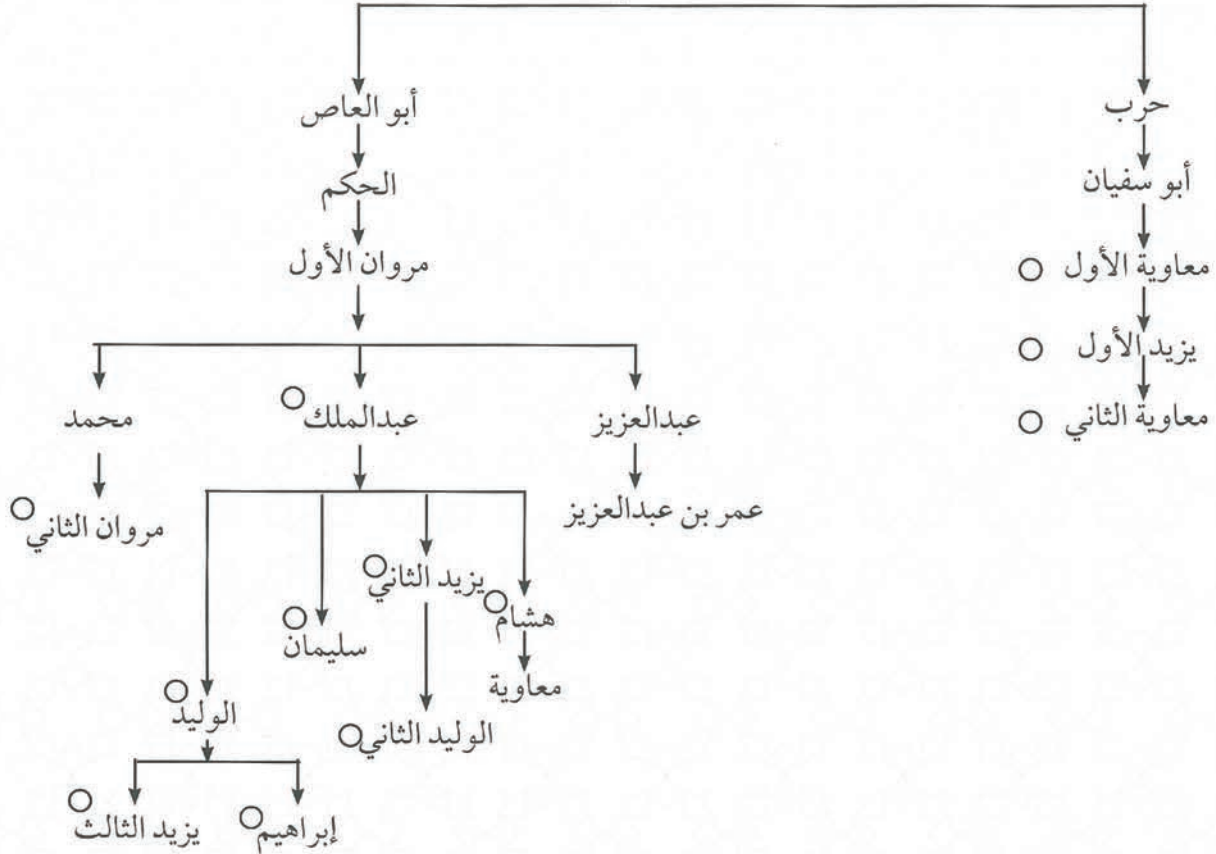 حرب
أبو العاص
أبو سفيان
الحكم
معاوية الأول
مروان الأول
يزيد الأول
معاوية الثاني
عبدالعزيز
عبدالملك
محمد
عمر بن عبدالعزيز
مروان الثاني
يزيد الثاني
هشام
سليمان
معاوية
الوليد
الوليد الثاني
إبراهيم
يزيد الثالث